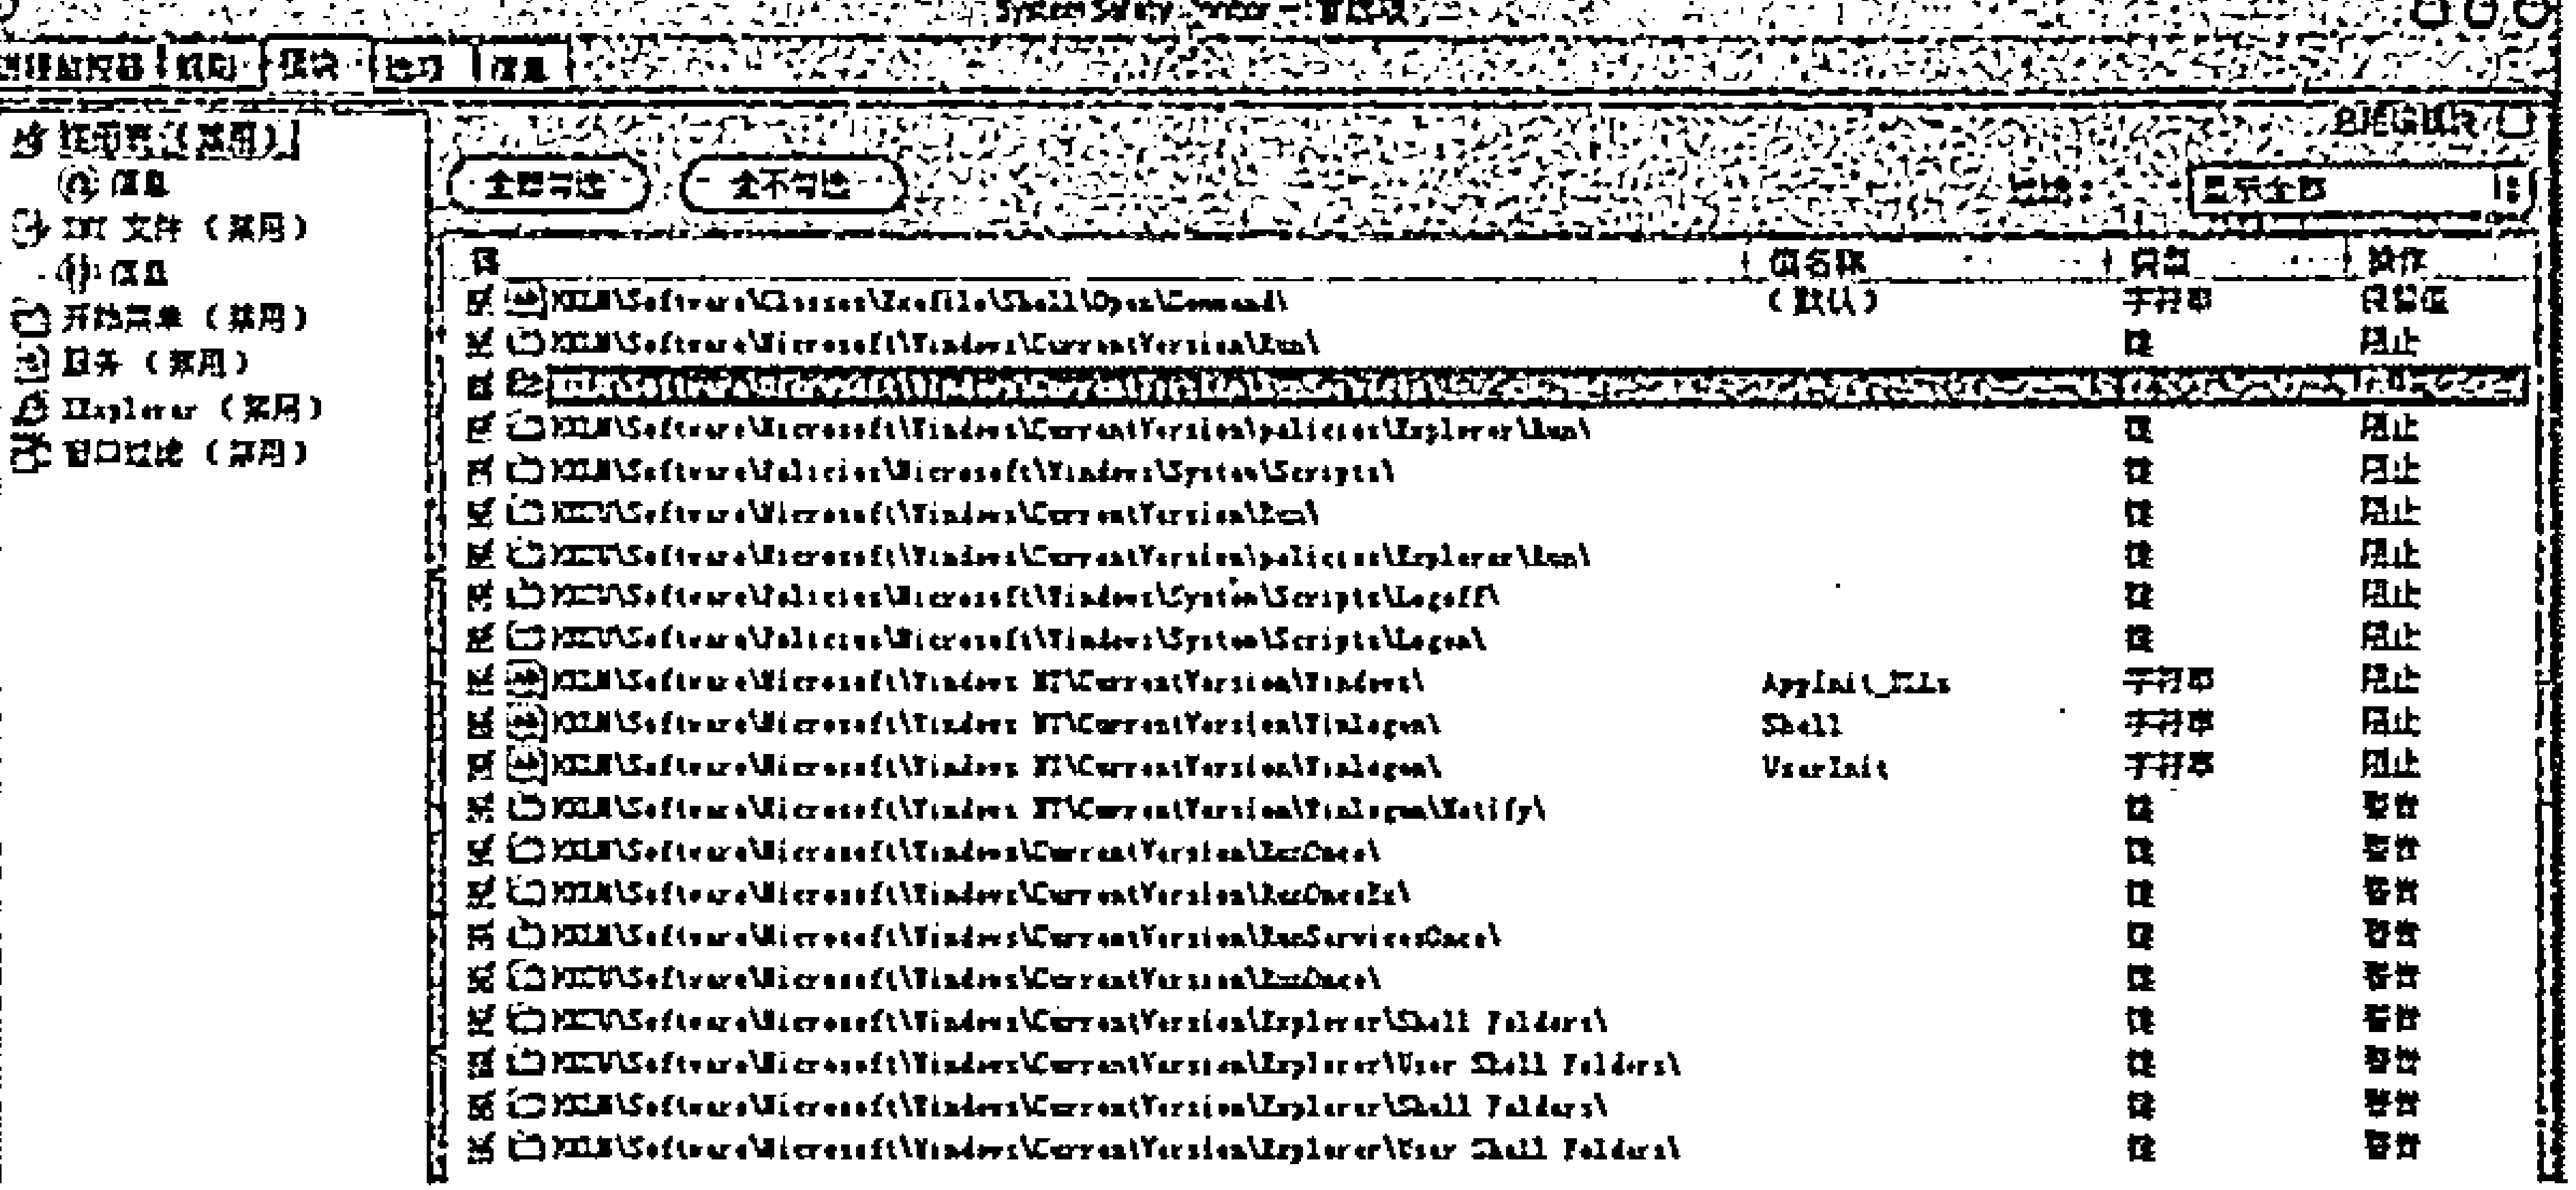 System Safety Monitor
模块 选项 信息
注册表（禁用）
信息
INI 文件（禁用）
信息
开始菜单（禁用）
服务（禁用）
IExplorer（禁用）
窗口过滤（禁用）
全部勾选 全不勾选 显示全部
键 值名称 类型 操作
HKLM\Software\Classes\Exefile\Shell\Open\Command\ （默认） 字符串
HKLM\Software\Microsoft\Windows\CurrentVersion\Run\ 键 阻止
HKLM\Software\Microsoft\Windows\CurrentVersion\policies\Explorer\Run\ 键 阻止
HKLM\Software\Policies\Microsoft\Windows\System\Scripts\ 键 阻止
HKCU\Software\Microsoft\Windows\CurrentVersion\Run\ 键 阻止
HKCU\Software\Microsoft\Windows\CurrentVersion\policies\Explorer\Run\ 键 阻止
HKCU\Software\Policies\Microsoft\Windows\System\Scripts\Logoff\ 键 阻止
HKCU\Software\Policies\Microsoft\Windows\System\Scripts\Logon\ 键 阻止
HKLM\Software\Microsoft\Windows NT\CurrentVersion\Windows\ AppInit_DLLs 字符串 阻止
HKLM\Software\Microsoft\Windows NT\CurrentVersion\Winlogon\ Shell 字符串 阻止
HKLM\Software\Microsoft\Windows NT\CurrentVersion\Winlogon\ UserInit 字符串 阻止
HKLM\Software\Microsoft\Windows NT\CurrentVersion\Winlogon\Notify\ 键 警告
HKLM\Software\Microsoft\Windows\CurrentVersion\RunOnce\ 键 警告
HKLM\Software\Microsoft\Windows\CurrentVersion\RunOnceEx\ 键 警告
HKLM\Software\Microsoft\Windows\CurrentVersion\RunServicesOnce\ 键 警告
HKCU\Software\Microsoft\Windows\CurrentVersion\RunOnce\ 键 警告
HKCU\Software\Microsoft\Windows\CurrentVersion\Explorer\Shell Folders\ 键 警告
HKCU\Software\Microsoft\Windows\CurrentVersion\Explorer\User Shell Folders\ 键 警告
HKLM\Software\Microsoft\Windows\CurrentVersion\Explorer\Shell Folders\ 键 警告
HKLM\Software\Microsoft\Windows\CurrentVersion\Explorer\User Shell Folders\ 键 警告